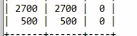 | 2700 | 2700 | 0 |
| 500 | 500 | 0 |
+------+------+---+